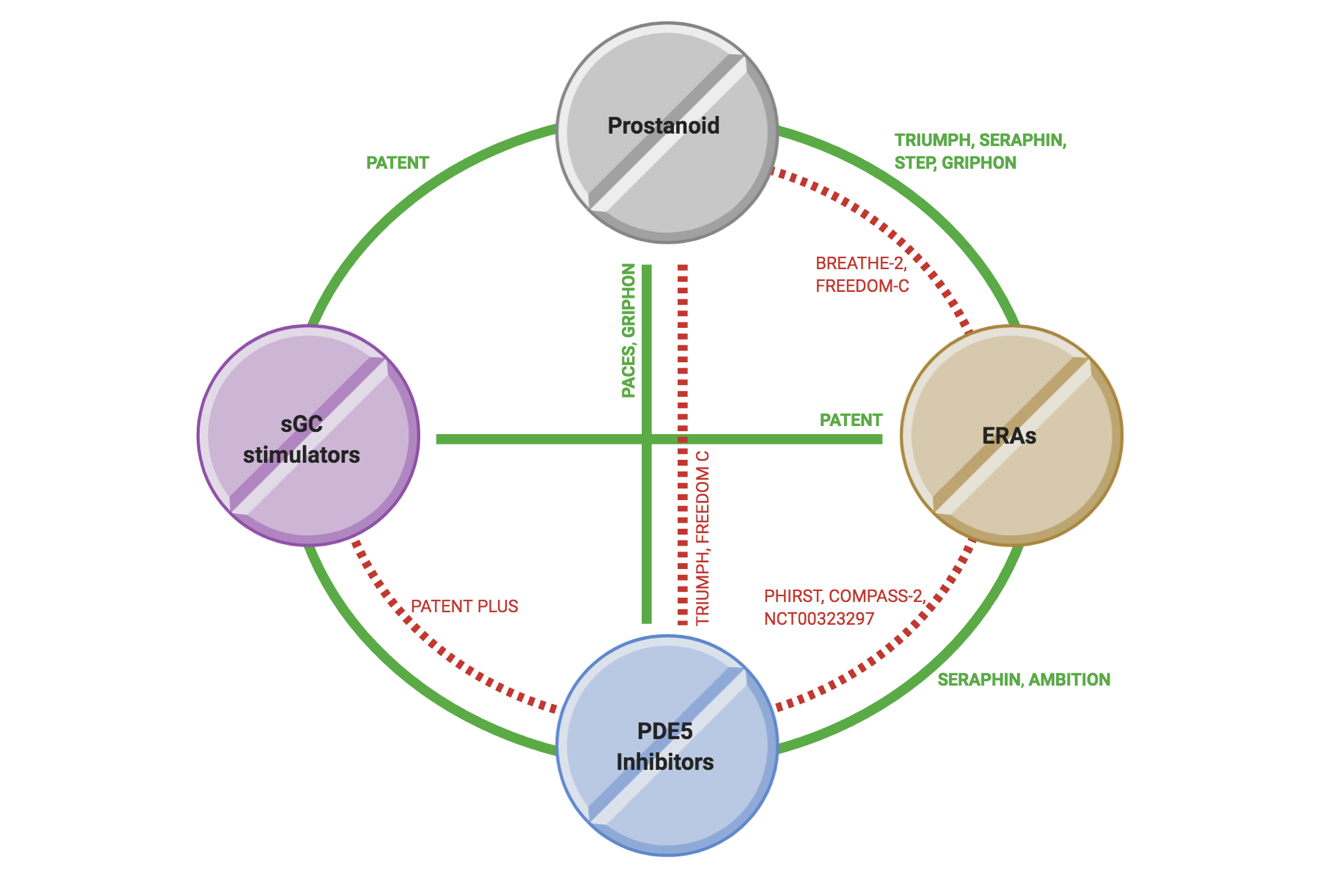 Prostanoid
TRIUMPH, SERAPHIN,
STEP, GRIPHON
PATENT
BREATHE-2,
FREEDOM-C
PACES, GRIPHON
sGC
stimulators
PATENT
ERAs
TRIUMPH, FREEDOM C
PATENT PLUS
PHIRST, COMPASS-2,
NCT00323297
SERAPHIN, AMBITION
PDE5
Inhibitors